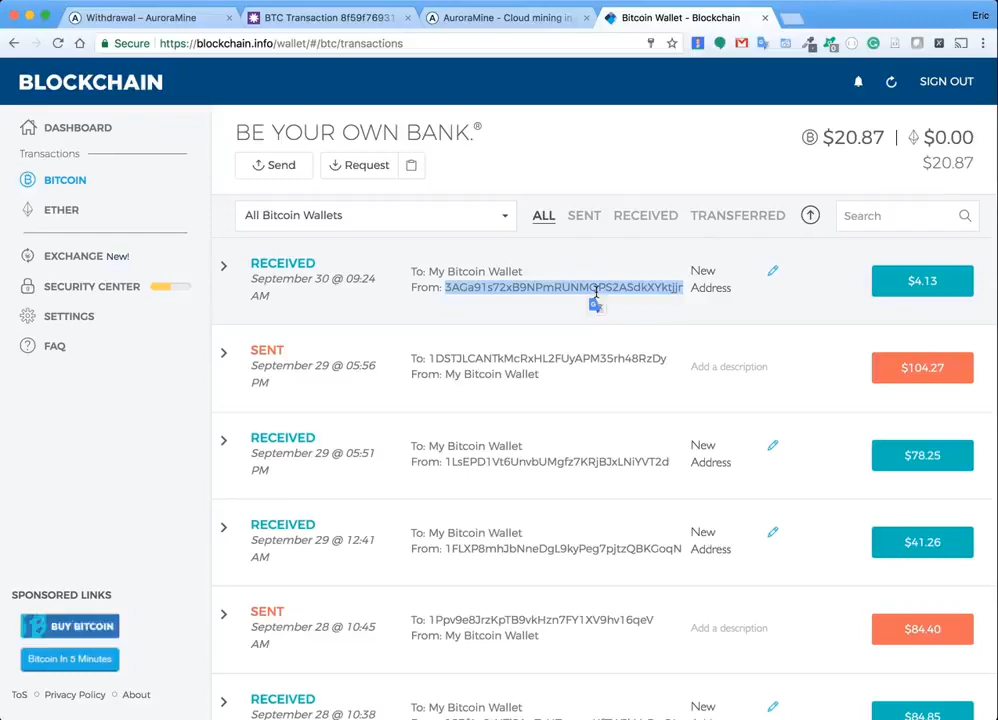 Withdrawal – AuroraMine
BTC Transaction 8f59f76931
AuroraMine - Cloud mining in
Bitcoin Wallet - Blockchain
Eric
Secure
https://blockchain.info/wallet/#/btc/transactions
BLOCKCHAIN
SIGN OUT
DASHBOARD
Transactions
BITCOIN
ETHER
EXCHANGE New!
SECURITY CENTER
SETTINGS
FAQ
SPONSORED LINKS
BUY BITCOIN
Bitcoin In 5 Minutes
ToS Privacy Policy About
BE YOUR OWN BANK.®
$20.87 | $0.00
$20.87
Send
Request
All Bitcoin Wallets
ALL SENT RECEIVED TRANSFERRED
Search
RECEIVED
September 30 @ 09:24
AM
To: My Bitcoin Wallet
From:
New
Address
$4.13
SENT
September 29 @ 05:56
PM
To: 1DSTJLCANTkMcRxHL2FUyAPM35rh48RzDy
From: My Bitcoin Wallet
Add a description
$104.27
RECEIVED
September 29 @ 05:51
PM
To: My Bitcoin Wallet
From: 1LsEPD1Vt6UnvbUMgfz7KRjBJxLNiYVT2d
New
Address
$78.25
RECEIVED
September 29 @ 12:41
AM
To: My Bitcoin Wallet
From: 1FLXP8mhJbNneDgL9kyPeg7pjtzQBKGoqN
New
Address
$41.26
SENT
September 28 @ 10:45
AM
To: 1Ppv9e8JrzKpTB9vkHzn7FY1XV9hv16qeV
From: My Bitcoin Wallet
Add a description
$84.40
RECEIVED
September 28 @ 10:38
To: My Bitcoin Wallet
New
$84.85